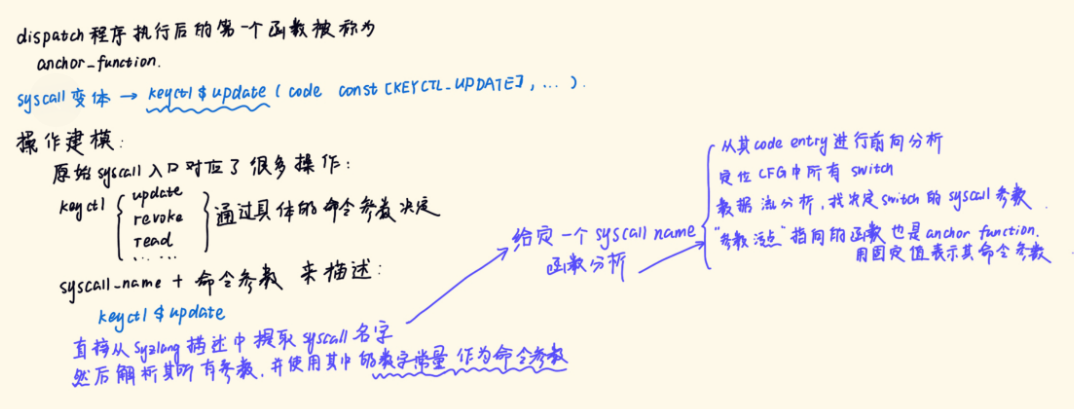 dispatch 程序执行后的第一个函数被称为
anchor_function.
syscall 变体 → keyctl$update ( code const [KEYCTL_UPDATE], ... ).
操作建模:
原始 syscall 入口对应了很多操作:
keyctl { update
revoke
read
... ... } 通过具体的命令参数决定
syscall_name + 命令参数 来描述:
keyctl$update
直接从 Syzlang 描述中提取 syscall 名字
然后解析其所有参数, 并使用其中的数字常量 作为命令参数
给定一个 syscall name
函数分析
从其 code entry 进行前向分析
定位 CFG 中所有 switch
数据流分析, 找决定 switch 的 syscall 参数.
"参数污点" 指向的函数也是 anchor function.
用固定值表示其命令参数